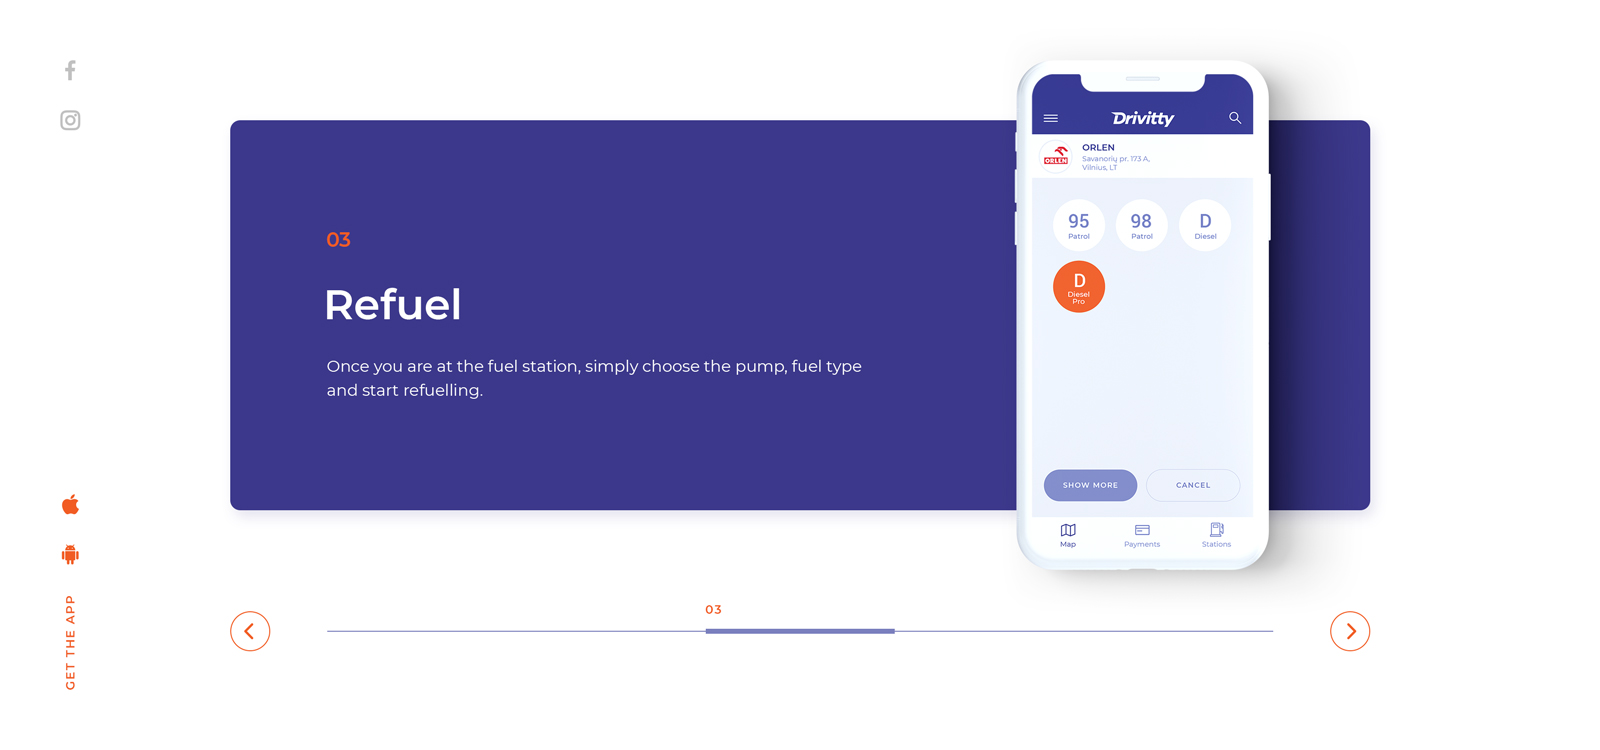 03
Refuel
Once you are at the fuel station, simply choose the pump, fuel type
and start refuelling.
Drivitty
ORLEN
ORLEN
Savanorių pr. 173 A,
Vilnius, LT
95
Patrol
98
Patrol
D
Diesel
D
Diesel
Pro
SHOW MORE
CANCEL
Map
Payments
Stations
GET THE APP
03